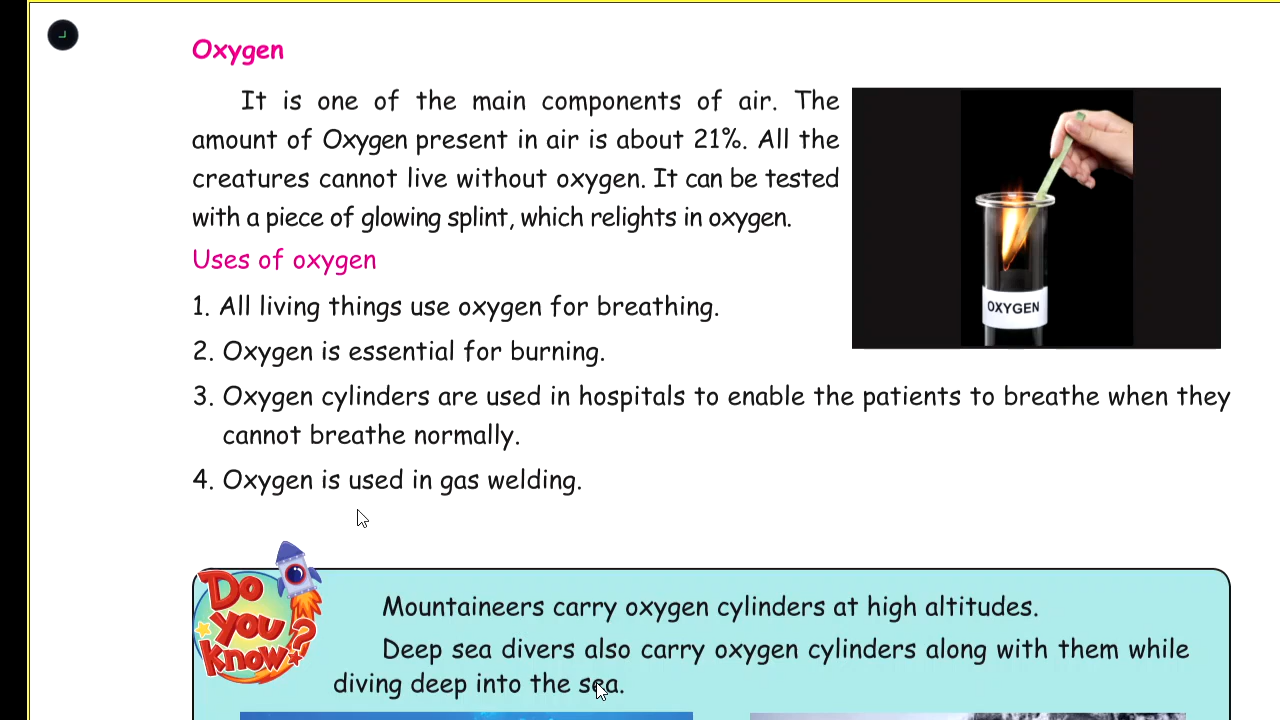 Oxygen
It is one of the main components of air. The
amount of Oxygen present in air is about 21%. All the
creatures cannot live without oxygen. It can be tested
with a piece of glowing splint, which relights in oxygen.
OXYGEN
Uses of oxygen
1. All living things use oxygen for breathing.
2. Oxygen is essential for burning.
3. Oxygen cylinders are used in hospitals to enable the patients to breathe when they
cannot breathe normally.
4. Oxygen is used in gas welding.
Do
you
know?
Mountaineers carry oxygen cylinders at high altitudes.
Deep sea divers also carry oxygen cylinders along with them while
diving deep into the sea.